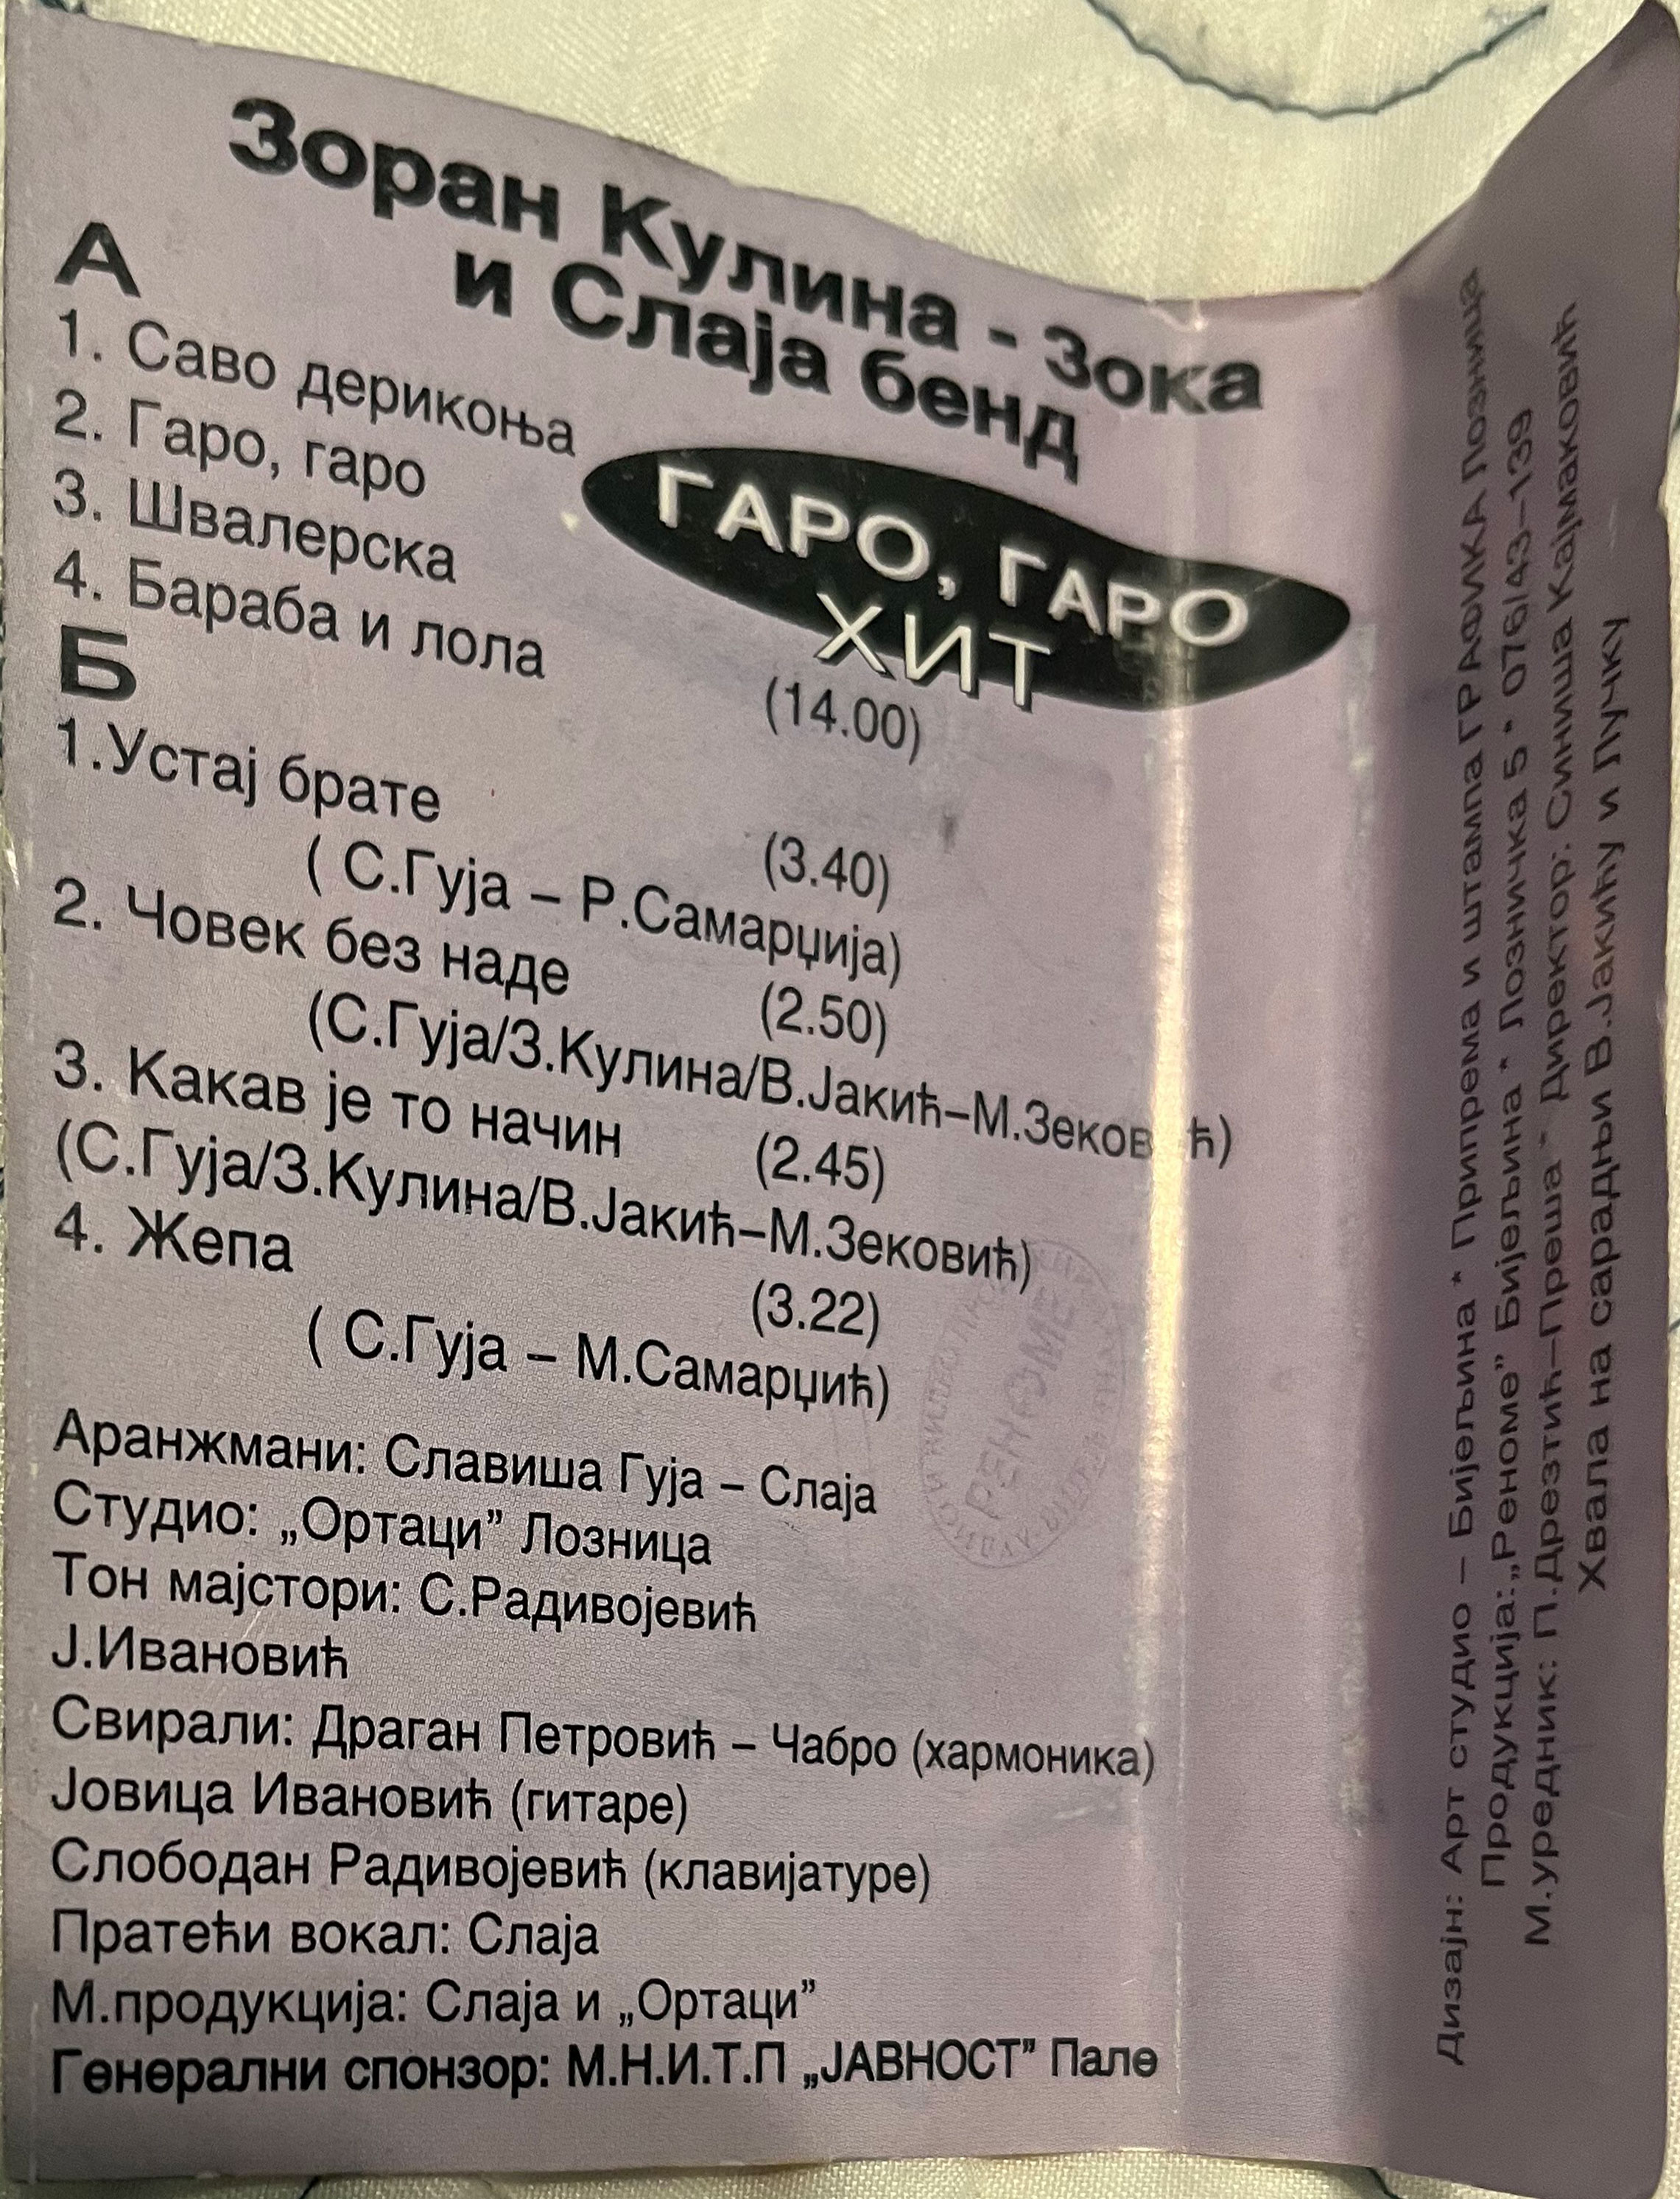 Зоран Кулина - Зока
и Слаја бенд
А
1. Саво дерикоња
2. Гаро, гаро
3. Швалерска
4. Бараба и лола
ГАРО, ГАРО
ХИТ
(14.00)
Б
1.Устај брате
(3.40)
( С.Гуја – Р.Самарџија)
2. Човек без наде
(2.50)
(С.Гуја/З.Кулина/В.Јакић–М.Зековић)
3. Какав је то начин
(2.45)
(С.Гуја/З.Кулина/В.Јакић–М.Зековић)
4. Жепа
(3.22)
( С.Гуја – М.Самарџић)
Аранжмани: Славиша Гуја – Слаја
Студио: „Ортаци” Лозница
Тон мајстори: С.Радивојевић
Ј.Ивановић
Свирали: Драган Петровић – Чабро (хармоника)
Јовица Ивановић (гитаре)
Слободан Радивојевић (клавијатуре)
Пратећи вокал: Слаја
М.продукција: Слаја и „Ортаци”
Генерални спонзор: М.Н.И.Т.П „ЈАВНОСТ” Пале
РЕНОМЕ
Дизајн: Арт студио – Бијељина * Припрема и штампа ГРАФИКА Лозница
Продукција:„Реноме” Бијељина * Лозничка 5 * 076/43–139
М.уредник: П.Дрезтић–Преша * Директор: Синиша Кајмаковић
Хвала на сарадњи В.Јакићу и Лучку